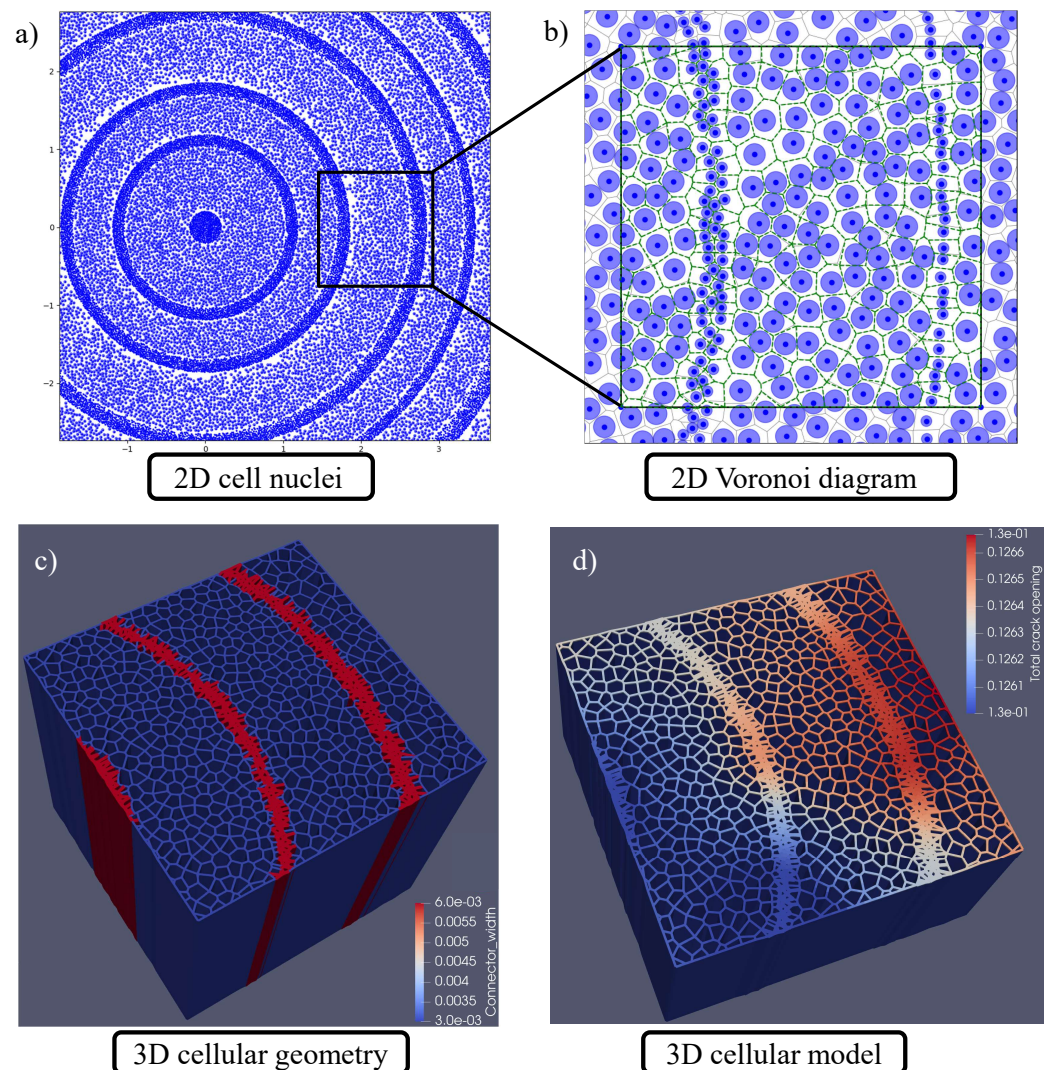 a)
2
1
0
−1
−2
−1
0
1
2
3
2D cell nuclei
b)
2D Voronoi diagram
c)
6.0e-03
0.0055
0.005
0.0045
0.004
0.0035
3.0e-03
Connector_width
3D cellular geometry
d)
1.3e-01
0.1266
0.1265
0.1264
0.1263
0.1262
0.1261
1.3e-01
Total crack opening
3D cellular model